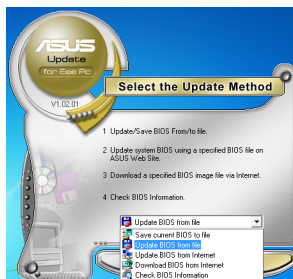 ASUS
Update
for Eee Pc
V1.02.01
Select the Update Method
1 Update/Save BIOS From/to file.
2 Update system BIOS using a specified BIOS file on
ASUS Web Site.
3 Download a specified BIOS image file via Internet.
4 Check BIOS Information.
Update BIOS from file
Save current BIOS to file
Update BIOS from file
Update BIOS from Internet
Download BIOS from Internet
Check BIOS Information